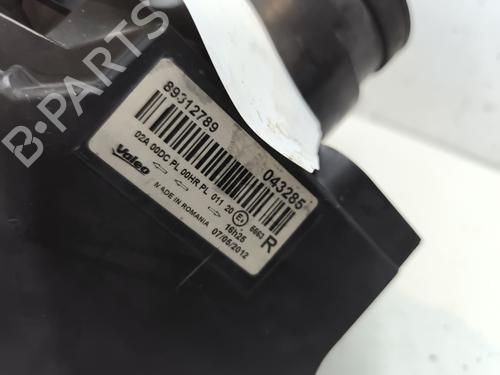 B-PARTS
89312789
043285
02A 00DC PL 00HR PL 011 20 E1 5663
Valeo
R
MADE IN ROMANIA 16h25
07/05/2012